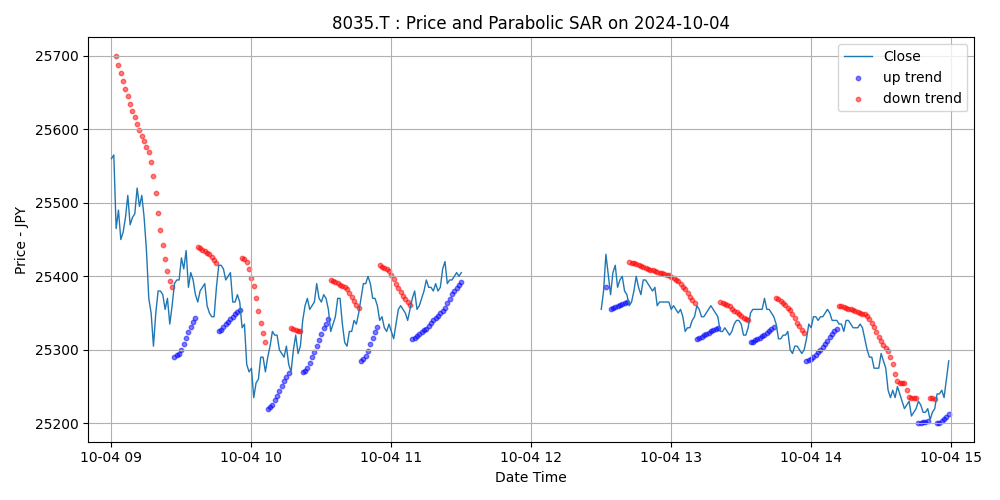 8035.T : Price and Parabolic SAR on 2024-10-04
Close
up trend
down trend
25700
25600
25500
25400
25300
25200
Price - JPY
10-04 09
10-04 10
10-04 11
10-04 12
10-04 13
10-04 14
10-04 15
Date Time